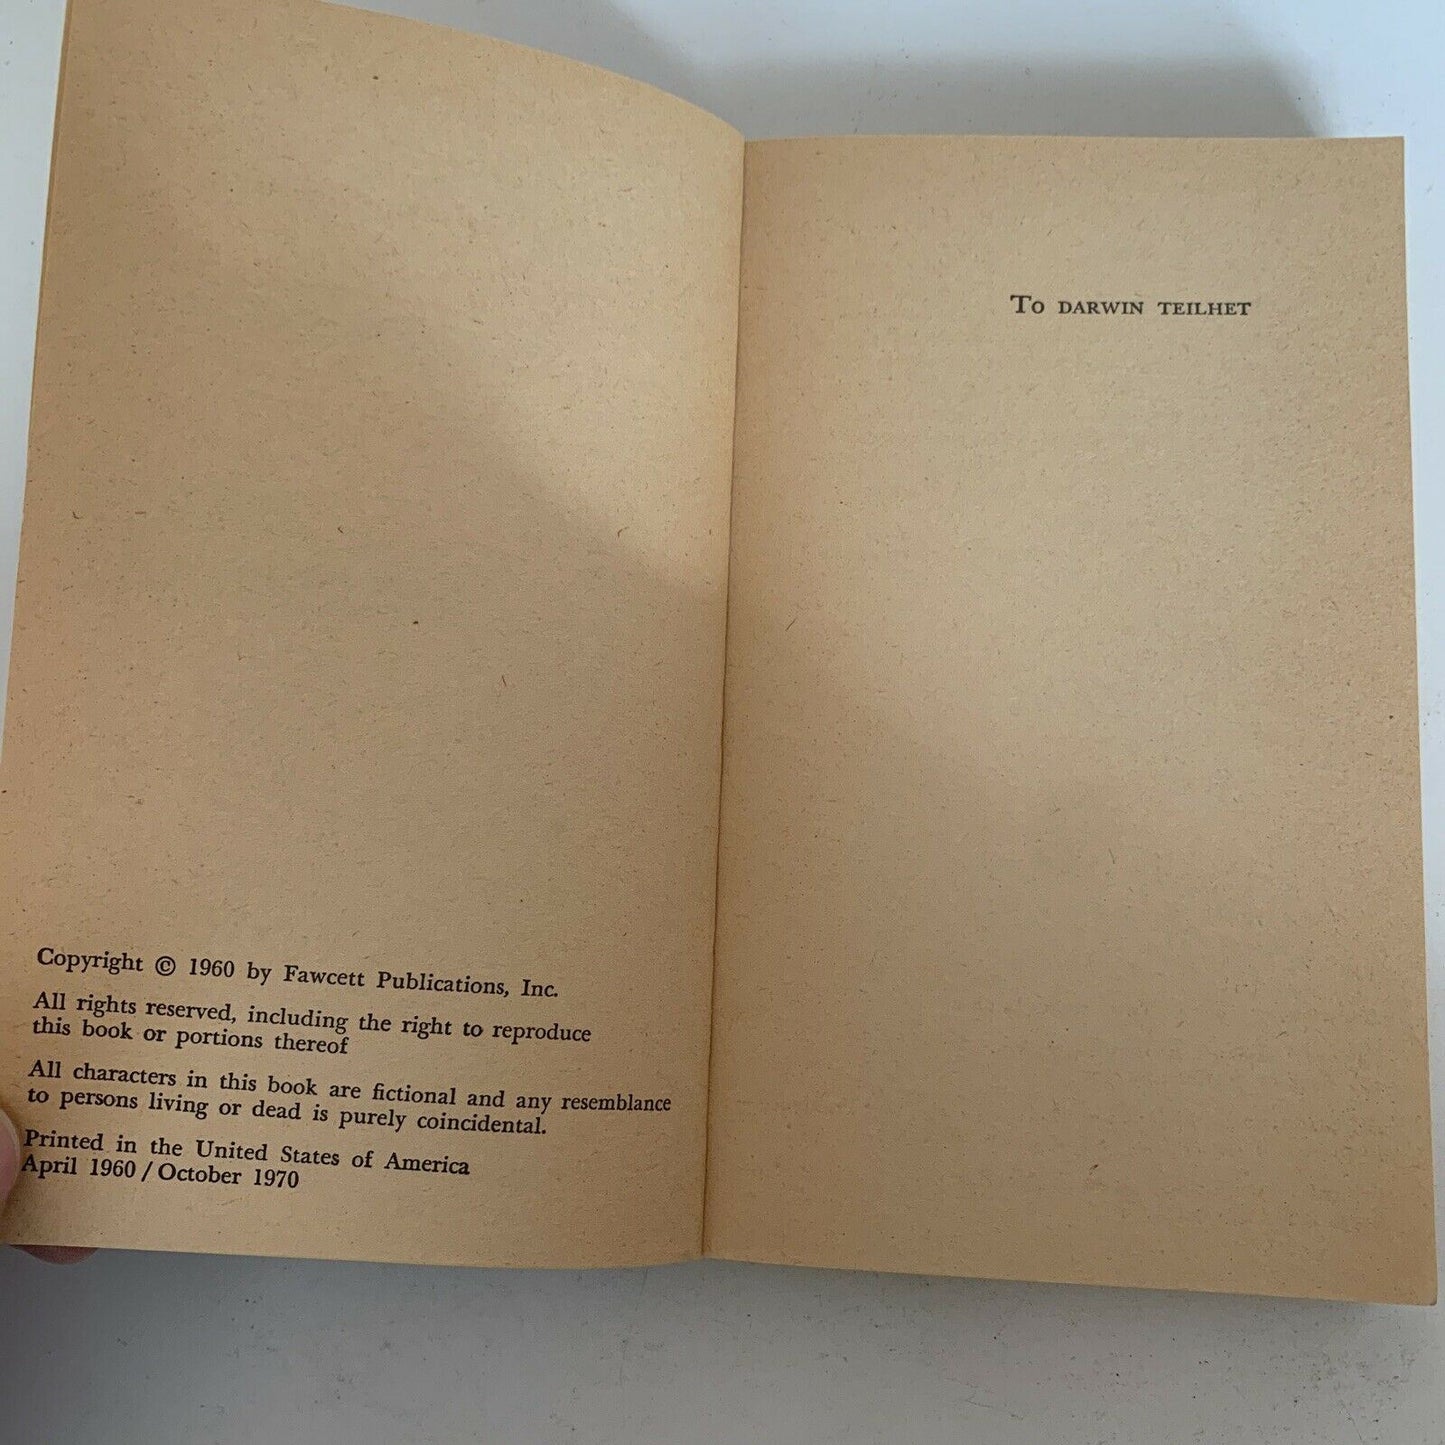 Copyright © 1960 by Fawcett Publications, Inc.
All rights reserved, including the right to reproduce
this book or portions thereof
All characters in this book are fictional and any resemblance
to persons living or dead is purely coincidental.
Printed in the United States of America
April 1960 / October 1970
To DARWIN TEILHET